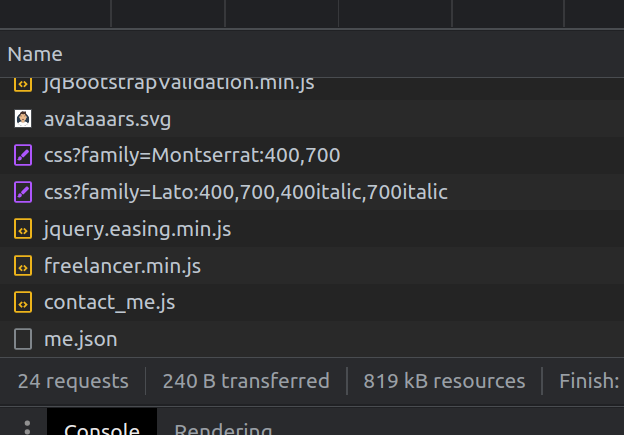 Name
jqBootstrapValidation.min.js
avataaars.svg
css?family=Montserrat:400,700
css?family=Lato:400,700,400italic,700italic
jquery.easing.min.js
freelancer.min.js
contact_me.js
me.json
24 requests 240 B transferred 819 kB resources Finish:
Console Rendering